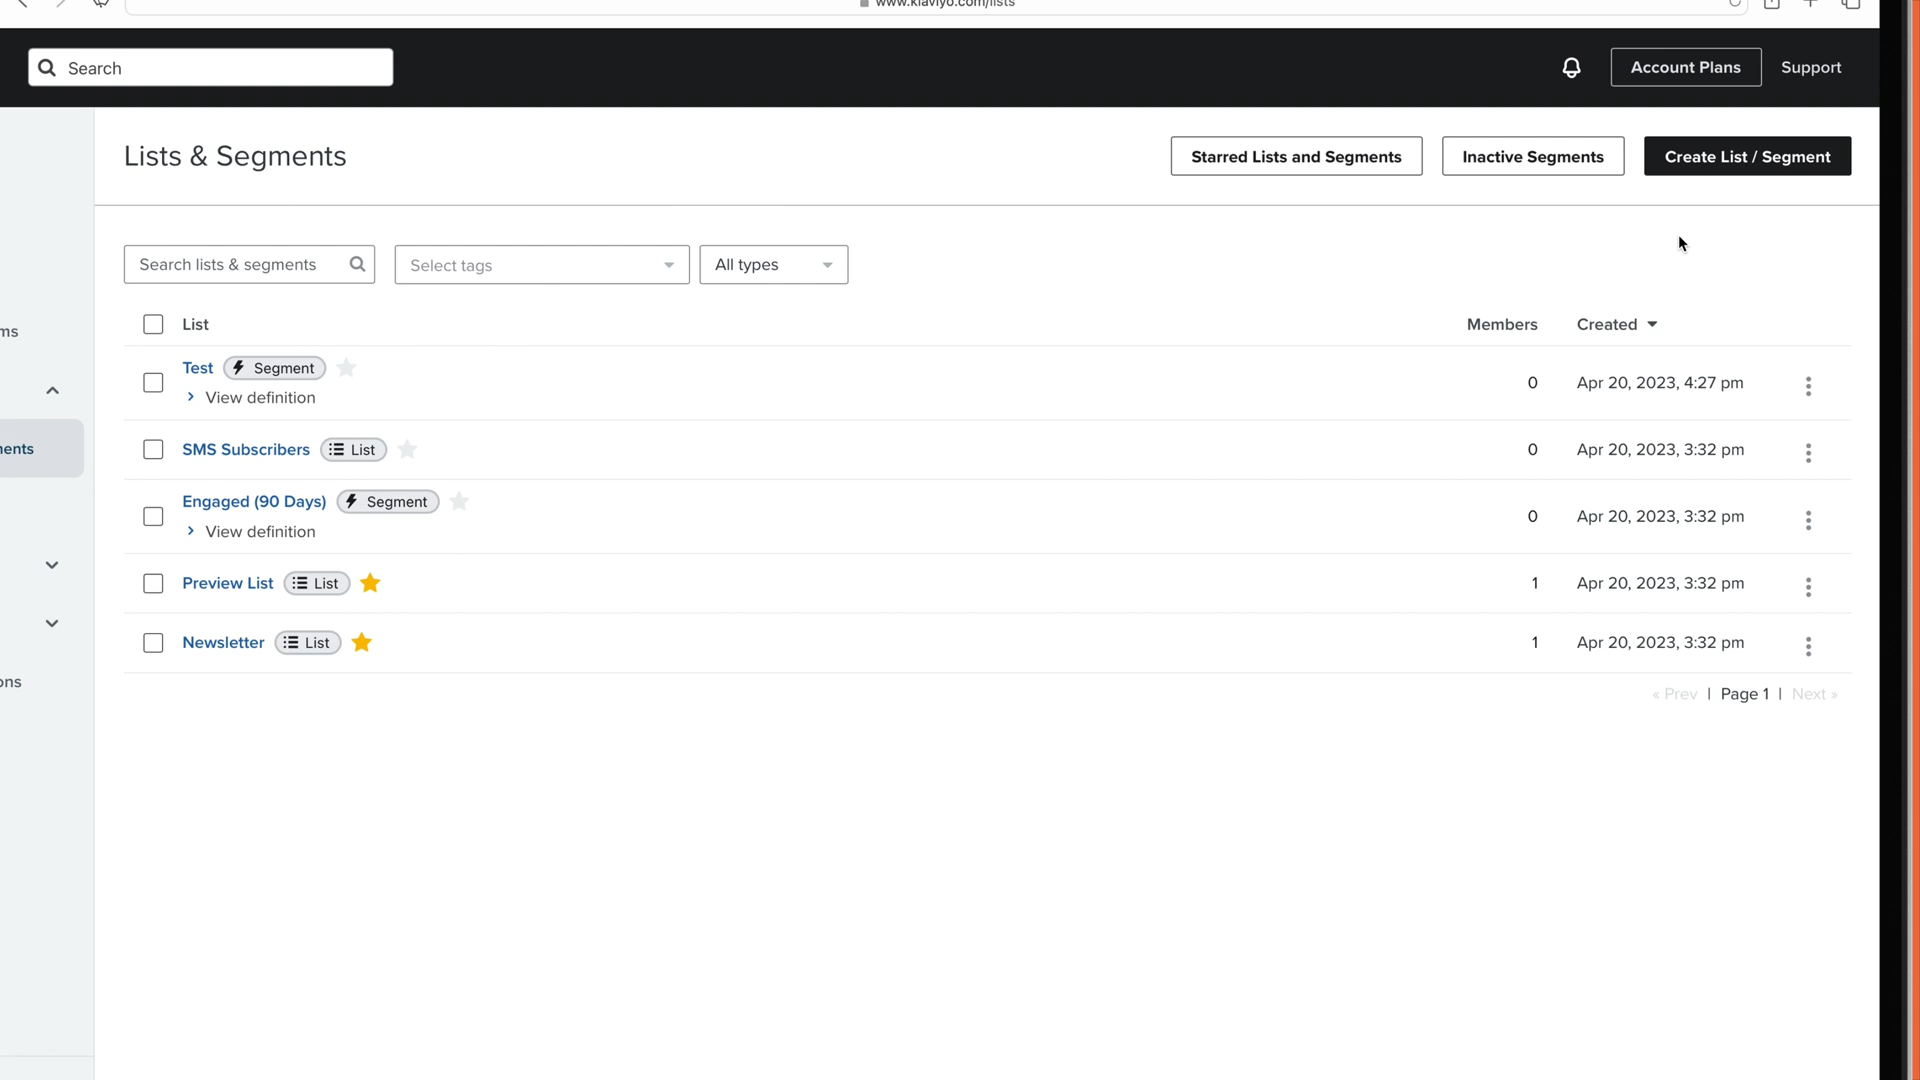 www.klaviyo.com/lists
Search
Account Plans
Support
Lists & Segments
Starred Lists and Segments
Inactive Segments
Create List / Segment
Search lists & segments
Select tags
All types
List
Members
Created
ms
Test
Segment
0
Apr 20, 2023, 4:27 pm
View definition
ents
SMS Subscribers
List
0
Apr 20, 2023, 3:32 pm
Engaged (90 Days)
Segment
0
Apr 20, 2023, 3:32 pm
View definition
Preview List
List
1
Apr 20, 2023, 3:32 pm
Newsletter
List
1
Apr 20, 2023, 3:32 pm
ons
« Prev | Page 1 | Next »